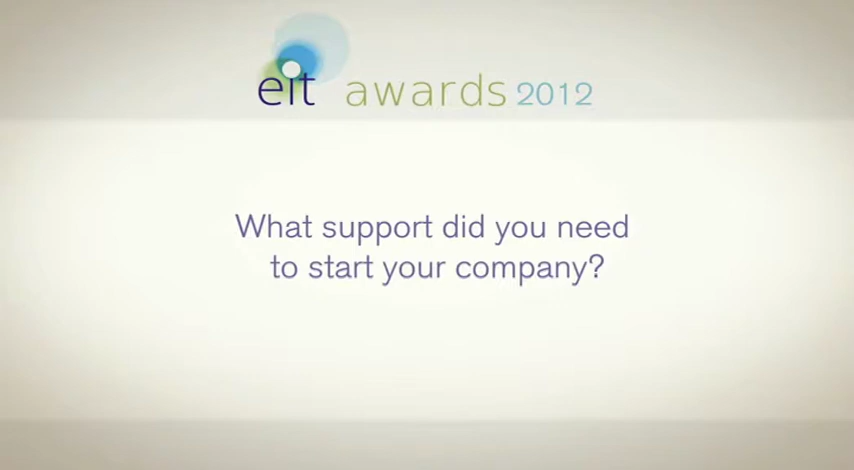 eit awards 2012
What support did you need
to start your company?